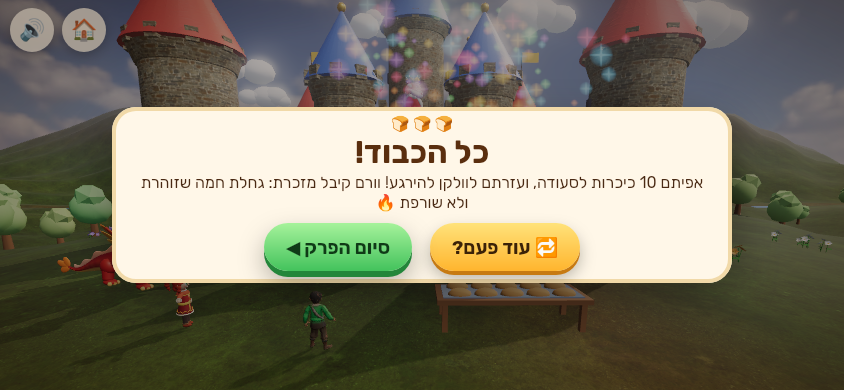 כל הכבוד!
אפיתם 10 כיכרות לסעודה, ועזרתם לוולקן להירגע! וורם קיבל מזכרת: גחלת חמה שזוהרת
ולא שורפת 🔥
🔁 עוד פעם?
סיום הפרק ◀